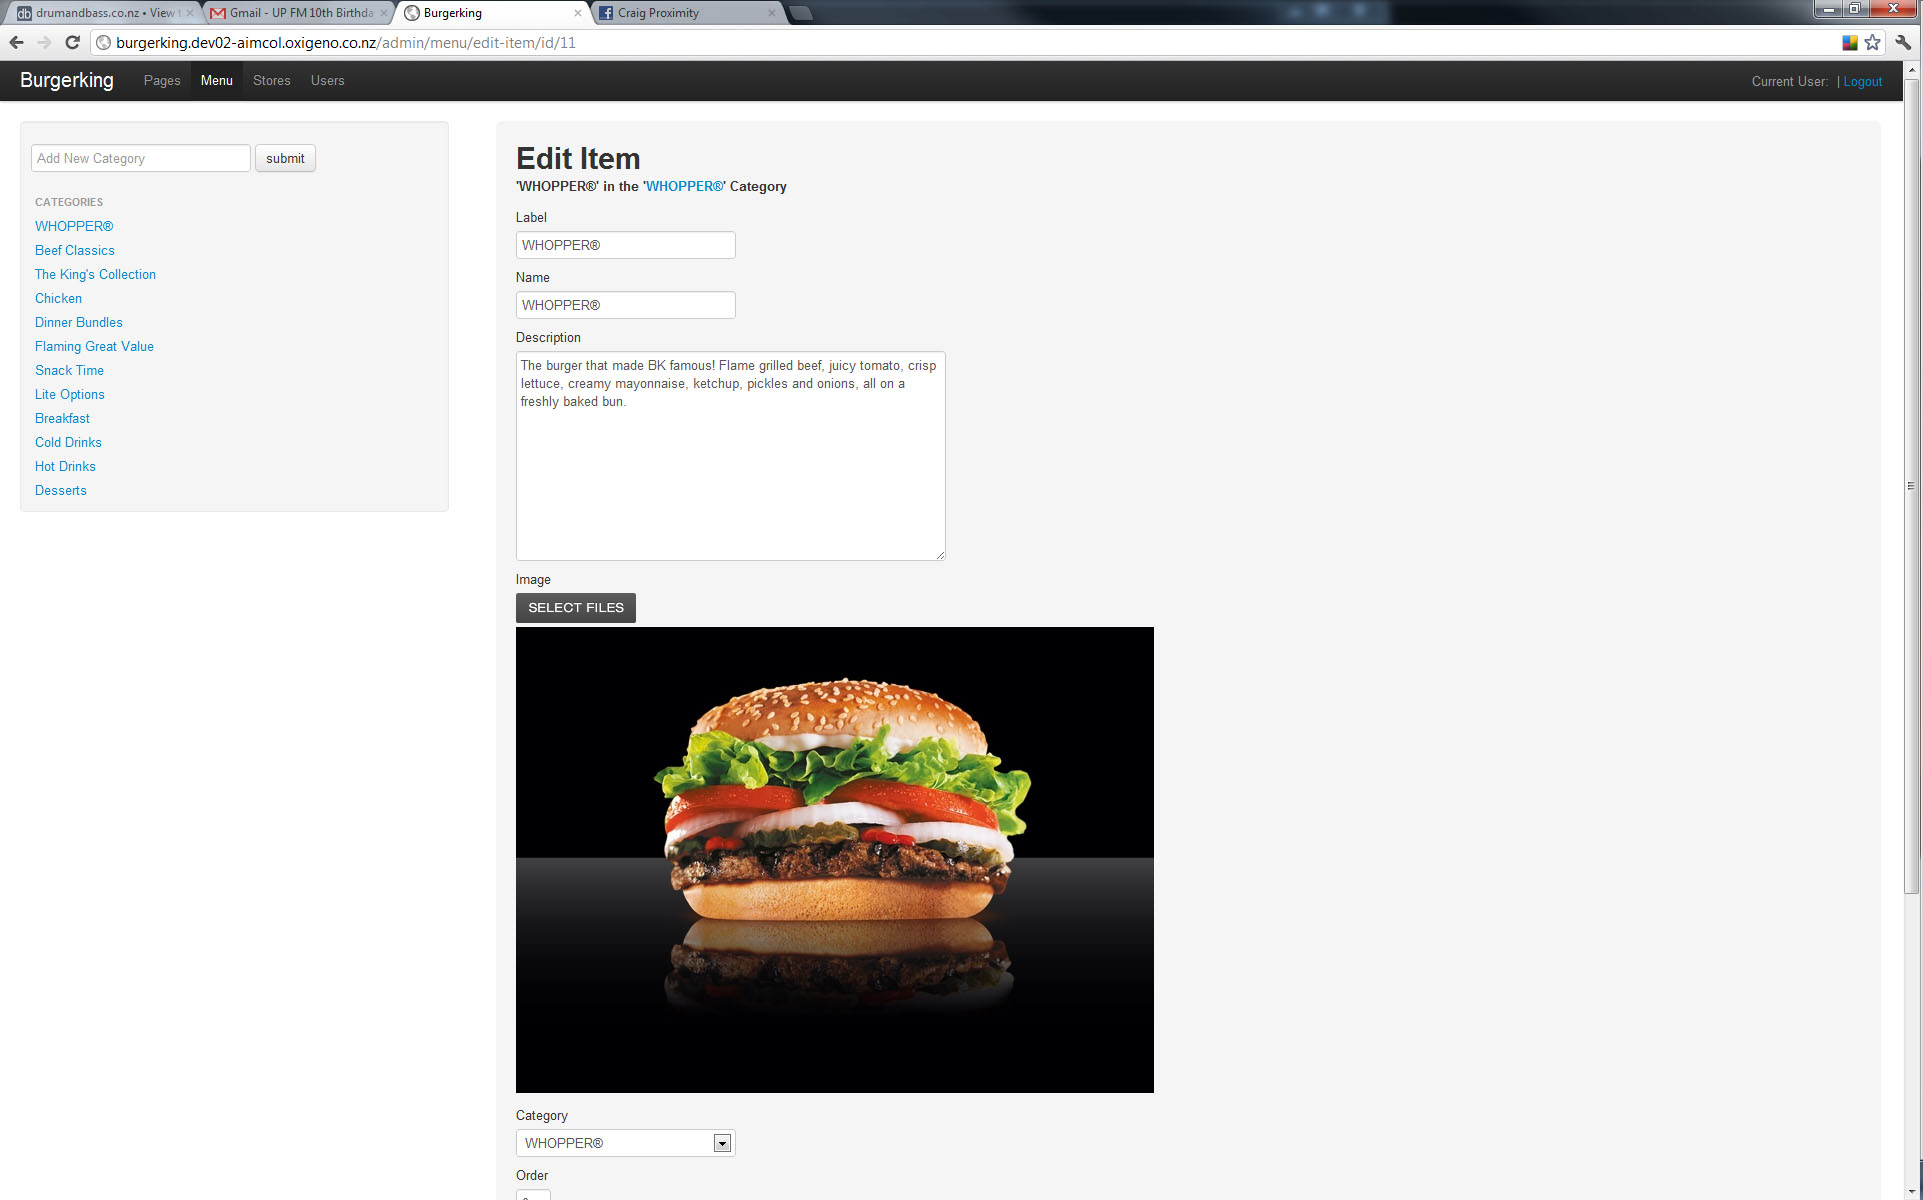 drumandbass.co.nz • View t
Gmail - UP FM 10th Birthda
Burgerking
Craig Proximity
burgerking.dev02-aimcol.oxigeno.co.nz/admin/menu/edit-item/id/11
Burgerking
Pages
Menu
Stores
Users
Current User: | Logout
Add New Category
submit
CATEGORIES
WHOPPER®
Beef Classics
The King's Collection
Chicken
Dinner Bundles
Flaming Great Value
Snack Time
Lite Options
Breakfast
Cold Drinks
Hot Drinks
Desserts
Edit Item
'WHOPPER®' in the 'WHOPPER®' Category
Label
WHOPPER®
Name
WHOPPER®
Description
The burger that made BK famous! Flame grilled beef, juicy tomato, crisp
lettuce, creamy mayonnaise, ketchup, pickles and onions, all on a
freshly baked bun.
Image
SELECT FILES
Category
WHOPPER®
Order